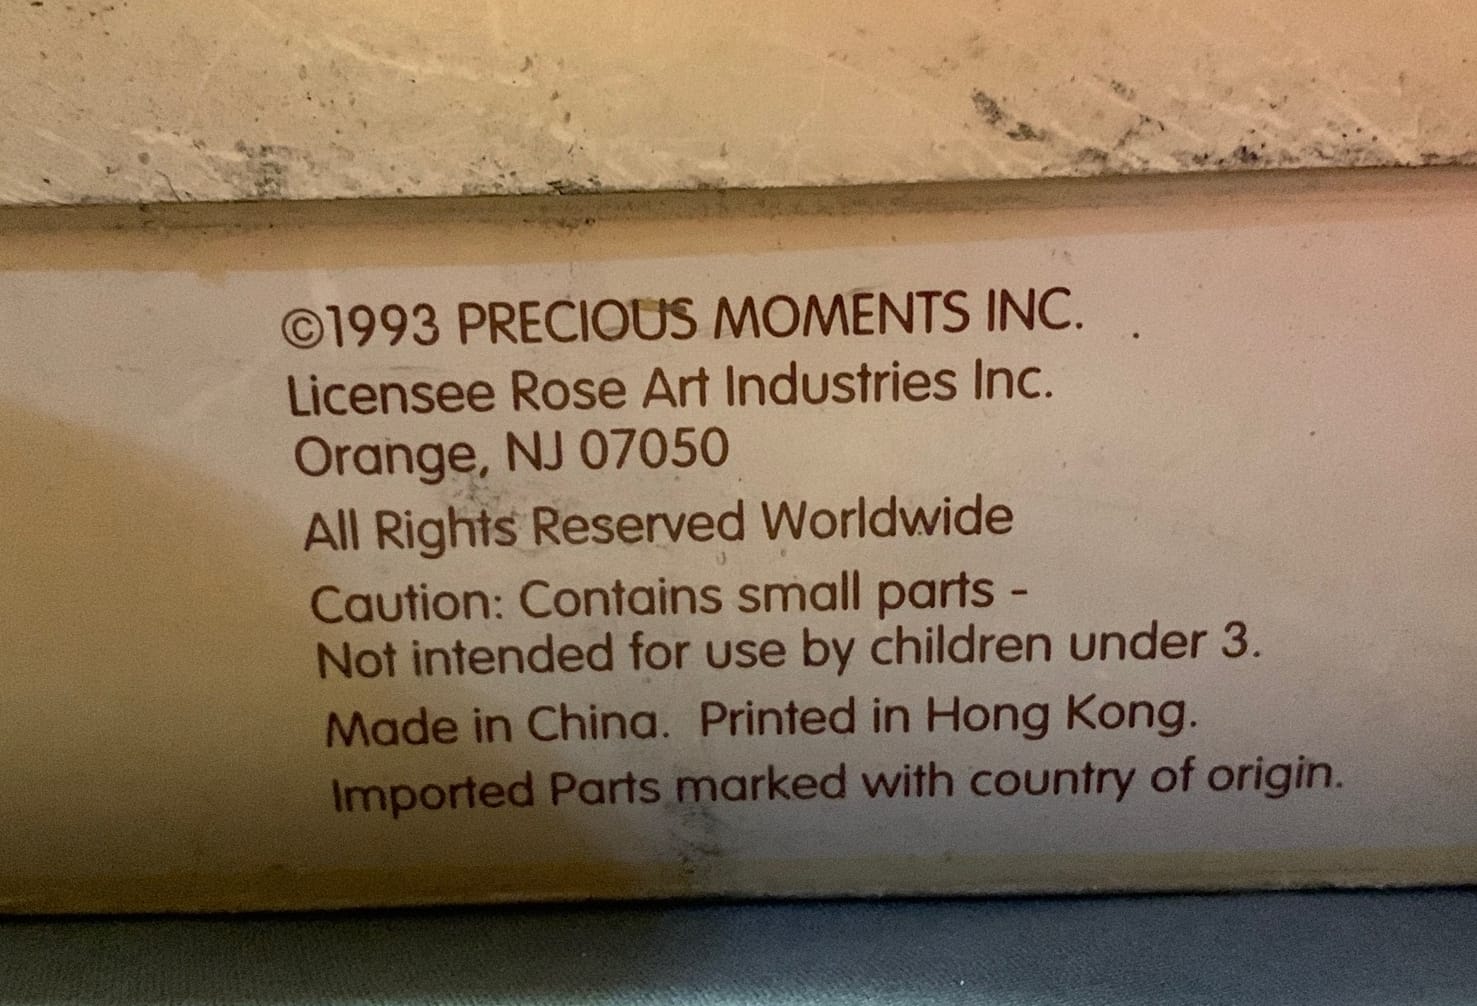 ©1993 PRECIOUS MOMENTS INC.
Licensee Rose Art Industries Inc.
Orange, NJ 07050
All Rights Reserved Worldwide
Caution: Contains small parts -
Not intended for use by children under 3.
Made in China. Printed in Hong Kong.
Imported Parts marked with country of origin.